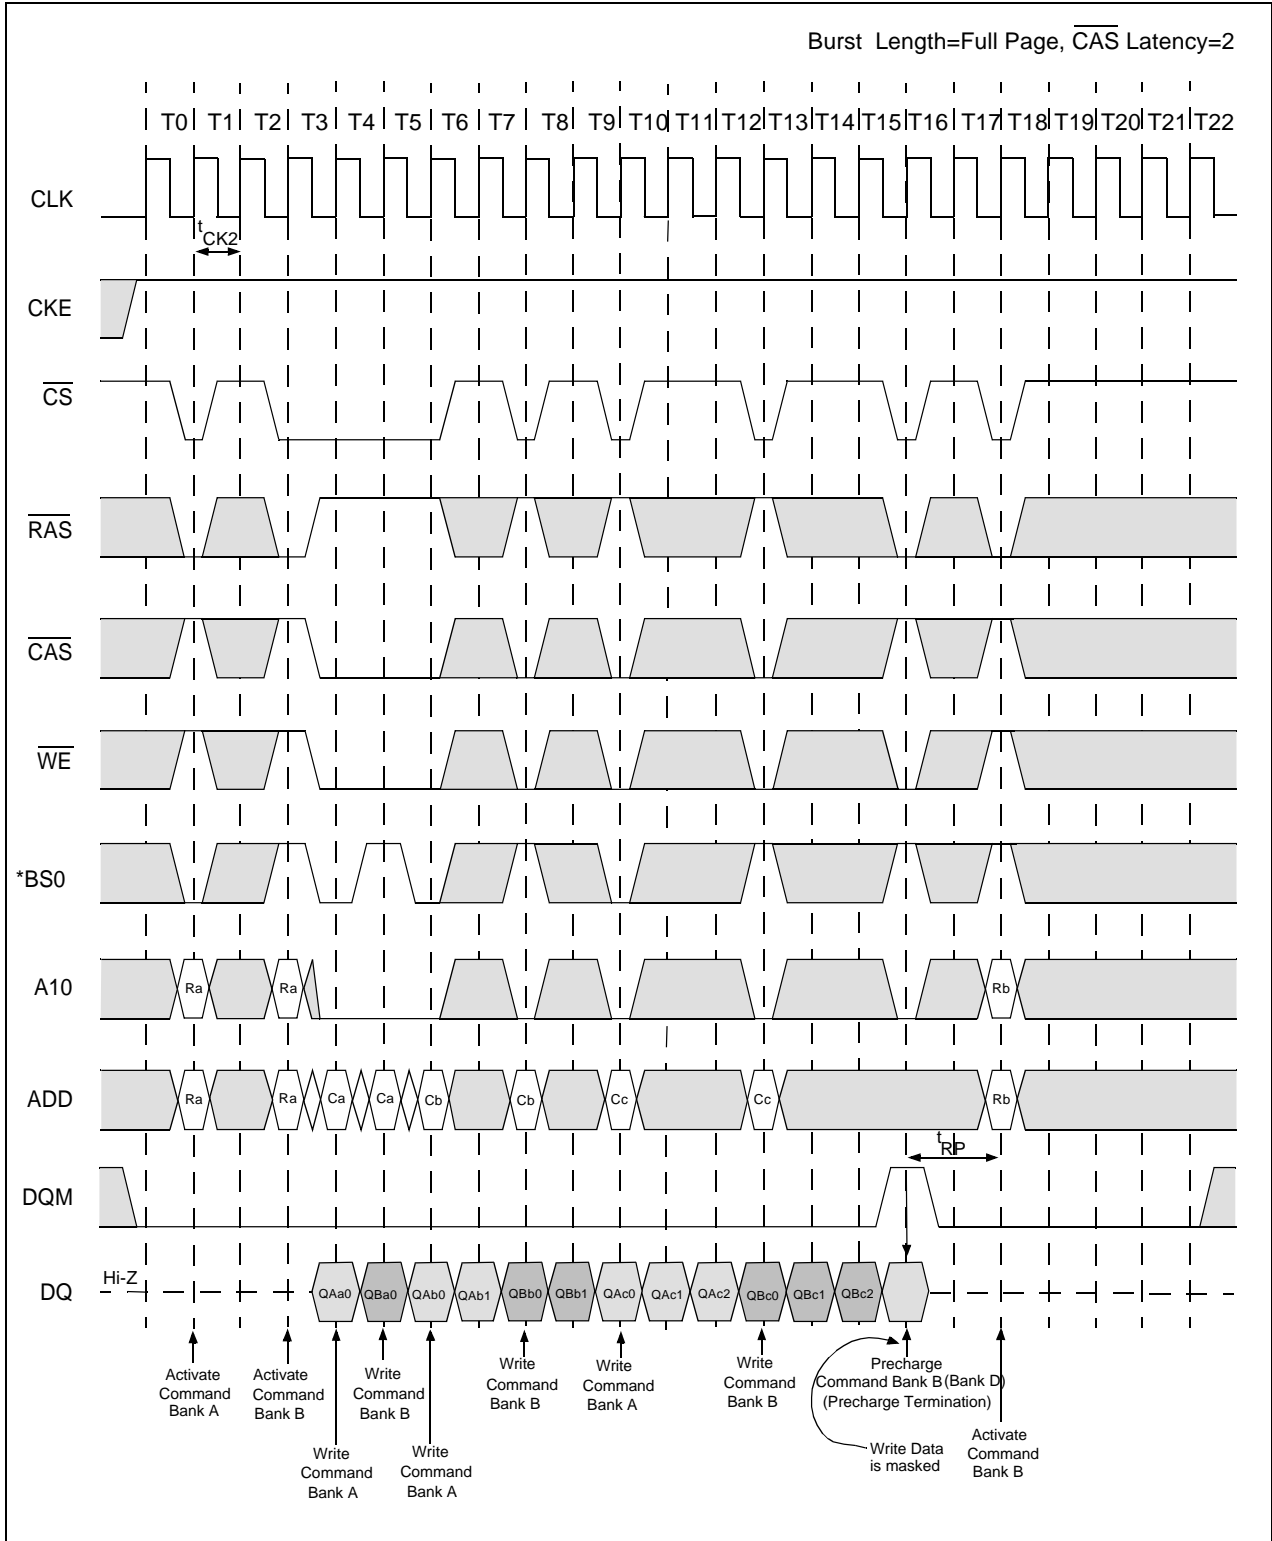 Burst Length=Full Page, CAS Latency=2
T0 T1 T2 T3 T4 T5 T6 T7 T8 T9 T10 T11 T12 T13 T14 T15 T16 T17 T18 T19 T20 T21 T22
CLK
tCK2
CKE
CS
RAS
CAS
WE
*BS0
A10
Ra Ra Rb
ADD
Ra Ra Ca Ca Cb Cb Cc Cc Rb
tRP
DQM
DQ
Hi-Z
QAa0 QBa0 QAb0 QAb1 QBb0 QBb1 QAc0 QAc1 QAc2 QBc0 QBc1 QBc2
Activate
Command
Bank A
Activate
Command
Bank B
Write
Command
Bank A
Write
Command
Bank B
Write
Command
Bank A
Write
Command
Bank B
Write
Command
Bank A
Write
Command
Bank B
Precharge
Command Bank B (Bank D)
(Precharge Termination)
Write Data
is masked
Activate
Command
Bank B